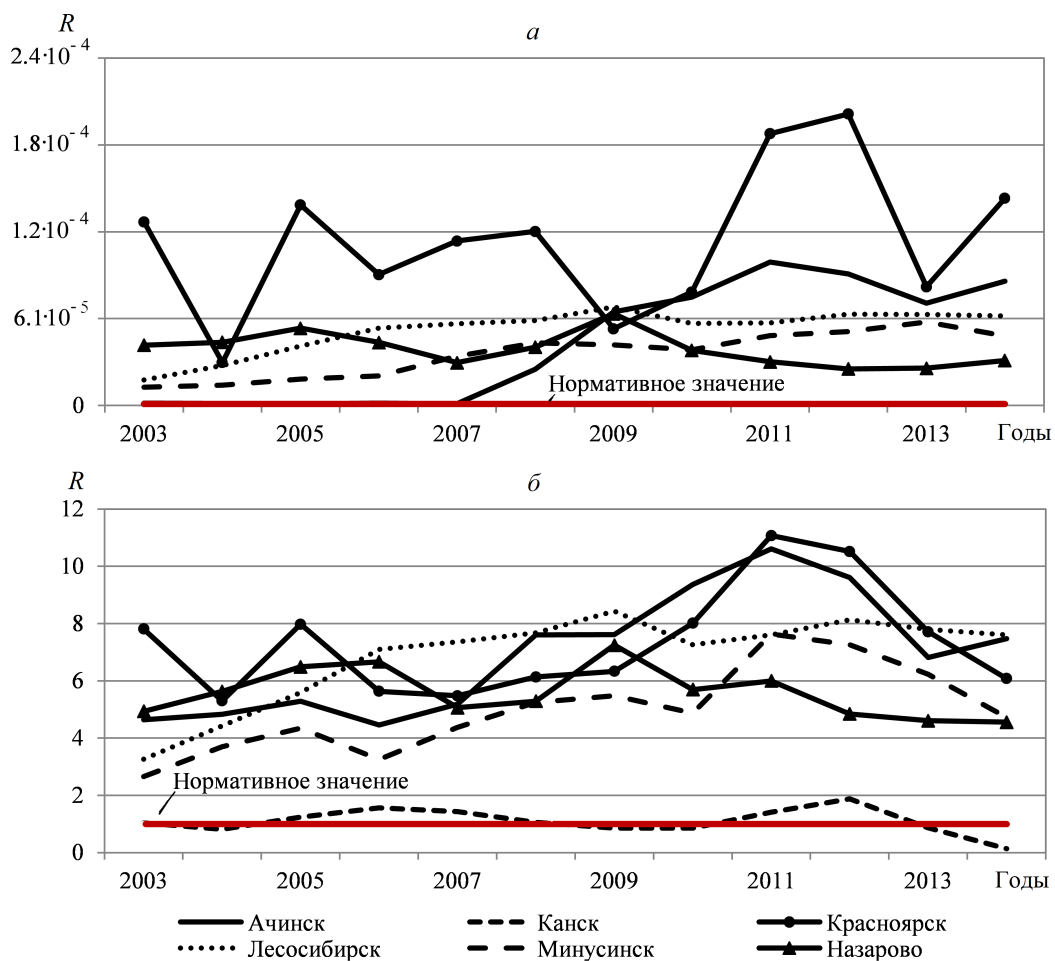 R
а
2.4·10⁻⁴
1.8·10⁻⁴
1.2·10⁻⁴
6.1·10⁻⁵
Нормативное значение
0
2003 2005 2007 2009 2011 2013 Годы
R
б
12
10
8
6
4
Нормативное значение
2
0
2003 2005 2007 2009 2011 2013 Годы
Ачинск Канск Красноярск
Лесосибирск Минусинск Назарово